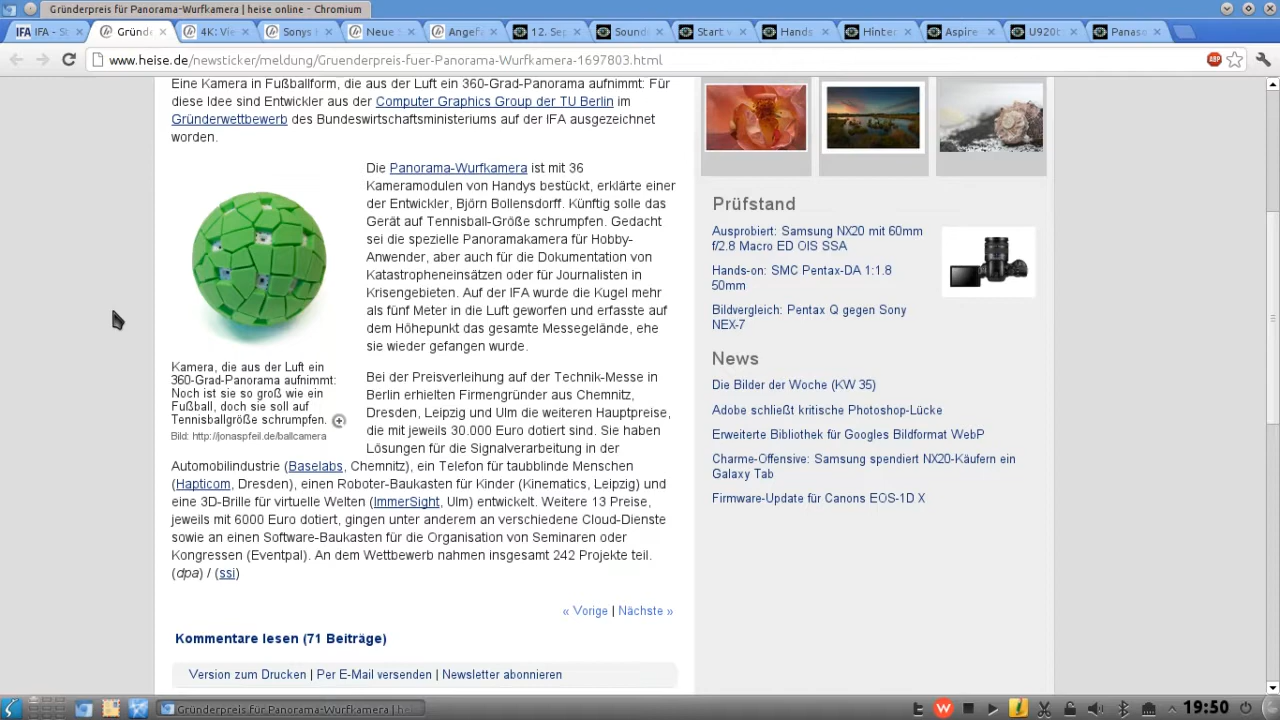 Gründerpreis für Panorama-Wurfkamera | heise online - Chromium
IFA IFA - St
Gründe
4K: Vie
Sonys
Neue S
Angefa
12. Sep
Sound
Start v
Hands
Hinte
Aspire
U920t
Panaso
www.heise.de/newsticker/meldung/Gruenderpreis-fuer-Panorama-Wurfkamera-1697803.html
ABP
Eine Kamera in Fußballform, die aus der Luft ein 360-Grad-Panorama aufnimmt: Für
diese Idee sind Entwickler aus der Computer Graphics Group der TU Berlin im
Gründerwettbewerb des Bundeswirtschaftsministeriums auf der IFA ausgezeichnet
worden.
Die Panorama-Wurfkamera ist mit 36
Kameramodulen von Handys bestückt, erklärte einer
der Entwickler, Björn Bollensdorff. Künftig solle das
Gerät auf Tennisball-Größe schrumpfen. Gedacht
sei die spezielle Panoramakamera für Hobby-
Anwender, aber auch für die Dokumentation von
Katastropheneinsätzen oder für Journalisten in
Krisengebieten. Auf der IFA wurde die Kugel mehr
als fünf Meter in die Luft geworfen und erfasste auf
dem Höhepunkt das gesamte Messegelände, ehe
sie wieder gefangen wurde.
Kamera, die aus der Luft ein
360-Grad-Panorama aufnimmt:
Noch ist sie so groß wie ein
Fußball, doch sie soll auf
Tennisballgröße schrumpfen.
Bild: http://jonaspfeil.de/ballcamera
Bei der Preisverleihung auf der Technik-Messe in
Berlin erhielten Firmengründer aus Chemnitz,
Dresden, Leipzig und Ulm die weiteren Hauptpreise,
die mit jeweils 30.000 Euro dotiert sind. Sie haben
Lösungen für die Signalverarbeitung in der
Automobilindustrie (Baselabs, Chemnitz), ein Telefon für taubblinde Menschen
(Hapticom, Dresden), einen Roboter-Baukasten für Kinder (Kinematics, Leipzig) und
eine 3D-Brille für virtuelle Welten (ImmerSight, Ulm) entwickelt. Weitere 13 Preise,
jeweils mit 6000 Euro dotiert, gingen unter anderem an verschiedene Cloud-Dienste
sowie an einen Software-Baukasten für die Organisation von Seminaren oder
Kongressen (Eventpal). An dem Wettbewerb nahmen insgesamt 242 Projekte teil.
(dpa) / (ssi)
« Vorige | Nächste »
Kommentare lesen (71 Beiträge)
Version zum Drucken | Per E-Mail versenden | Newsletter abonnieren
Prüfstand
Ausprobiert: Samsung NX20 mit 60mm
f/2.8 Macro ED OIS SSA
Hands-on: SMC Pentax-DA 1:1.8
50mm
Bildvergleich: Pentax Q gegen Sony
NEX-7
News
Die Bilder der Woche (KW 35)
Adobe schließt kritische Photoshop-Lücke
Erweiterte Bibliothek für Googles Bildformat WebP
Charme-Offensive: Samsung spendiert NX20-Käufern ein
Galaxy Tab
Firmware-Update für Canons EOS-1D X
Gründerpreis für Panorama-Wurfkamera | he
19:50